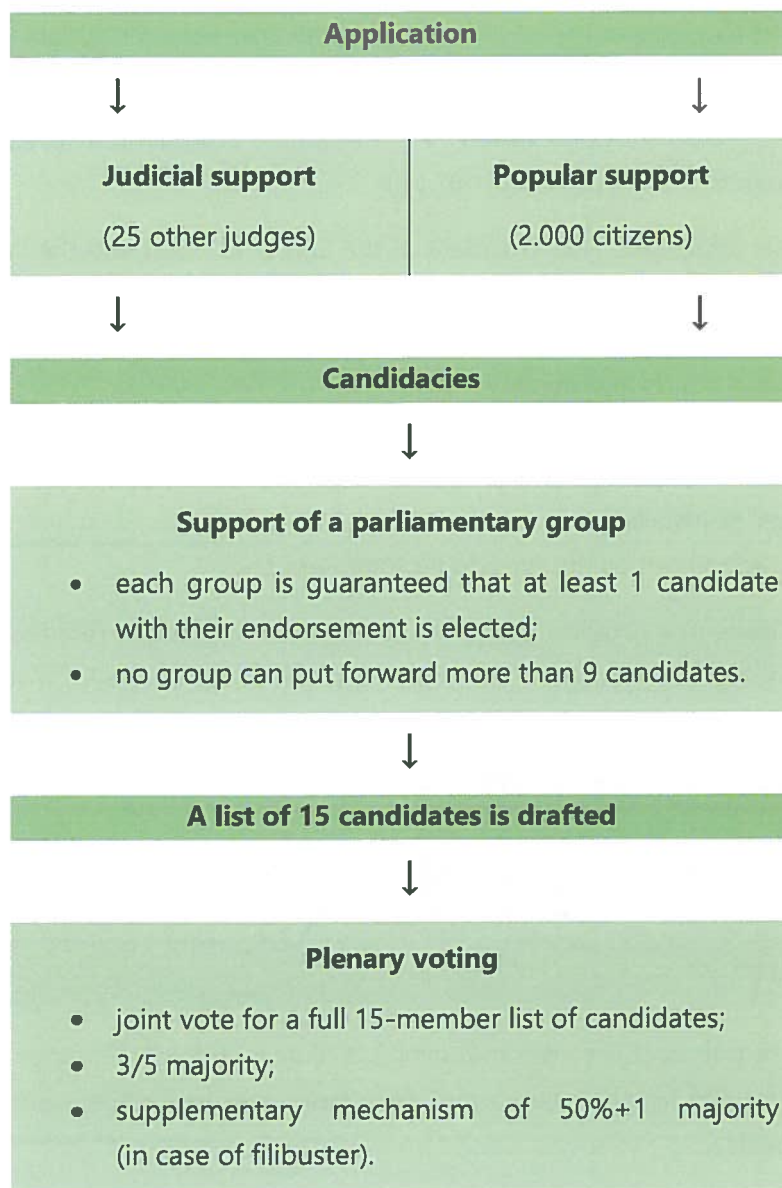 Application
↓ ↓
Judicial support
(25 other judges)
Popular support
(2.000 citizens)
↓ ↓
Candidacies
↓
Support of a parliamentary group
• each group is guaranteed that at least 1 candidate
with their endorsement is elected;
• no group can put forward more than 9 candidates.
↓
A list of 15 candidates is drafted
↓
Plenary voting
• joint vote for a full 15-member list of candidates;
• 3/5 majority;
• supplementary mechanism of 50%+1 majority
(in case of filibuster).